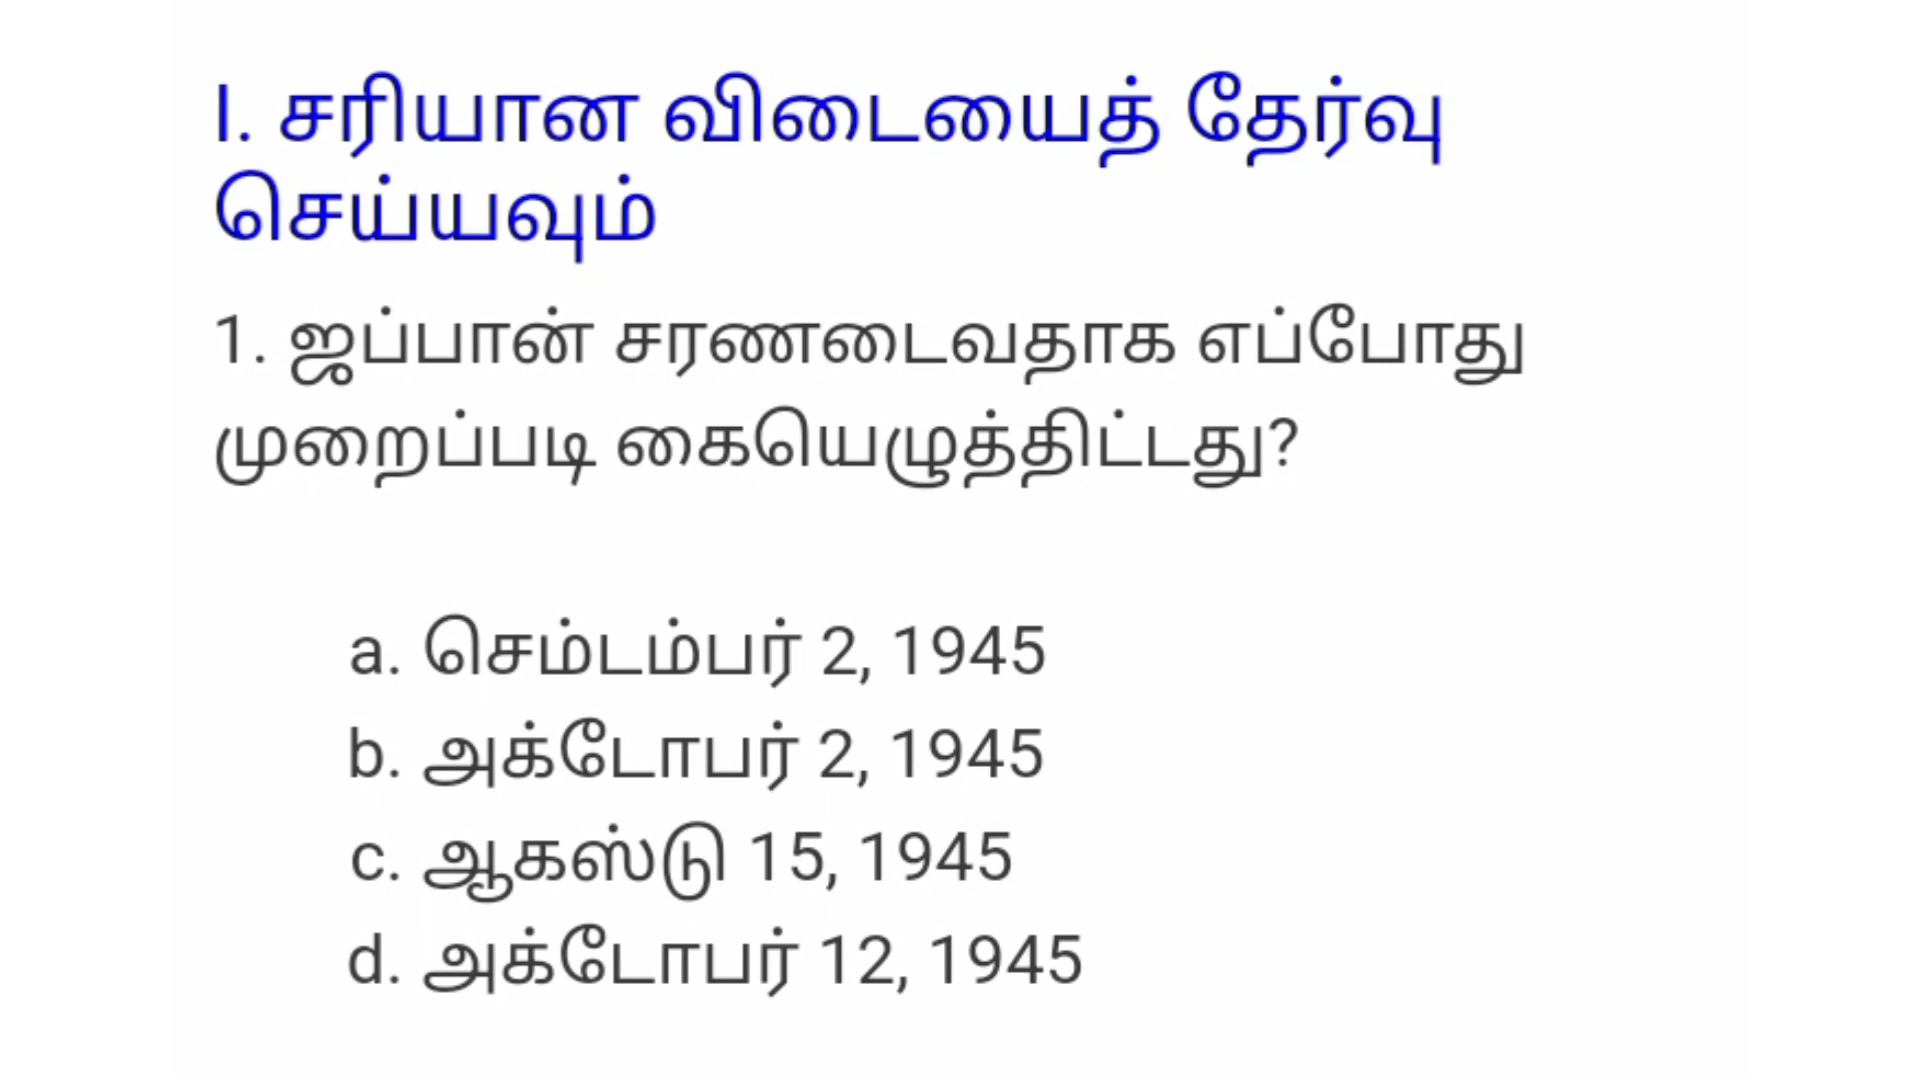 I. சரியான விடையைத் தேர்வு
செய்யவும்
1. ஜப்பான் சரணடைவதாக எப்போது
முறைப்படி கையெழுத்திட்டது?
a. செம்டம்பர் 2, 1945
b. அக்டோபர் 2, 1945
c. ஆகஸ்டு 15, 1945
d. அக்டோபர் 12, 1945